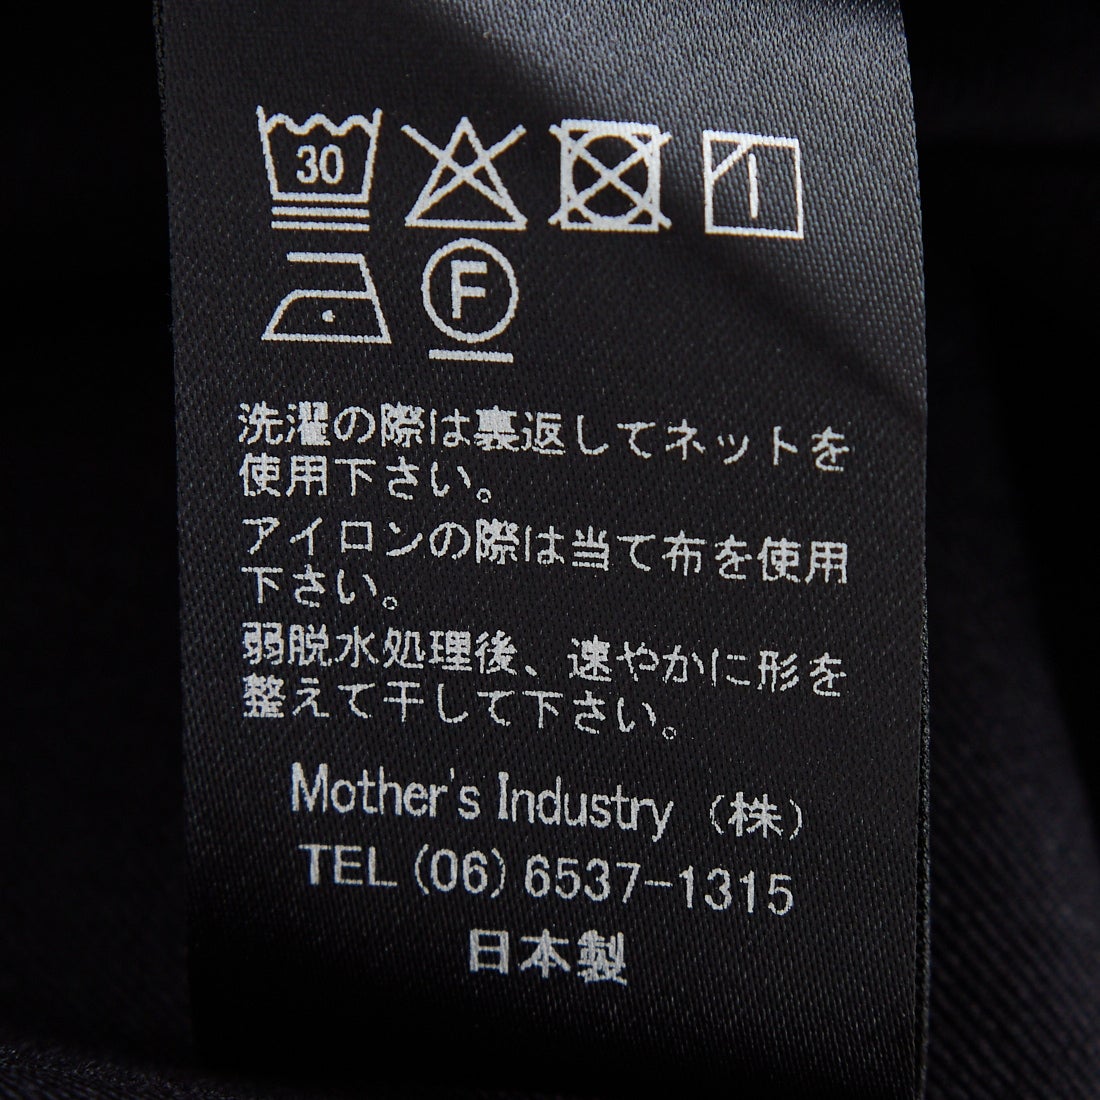 30
F
洗濯の際は裏返してネットを
使用下さい。
アイロンの際は当て布を使用
下さい。
弱脱水処理後、速やかに形を
整えて干して下さい。
Mother's Industry (株)
TEL (06) 6537-1315
日本製